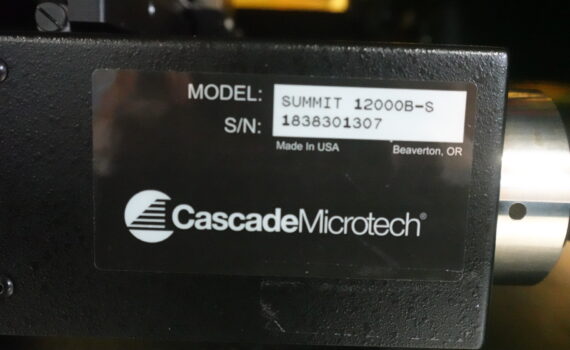 MODEL: SUMMIT 12000B-S
S/N: 1838301307
Made In USA Beaverton, OR
CascadeMicrotech®